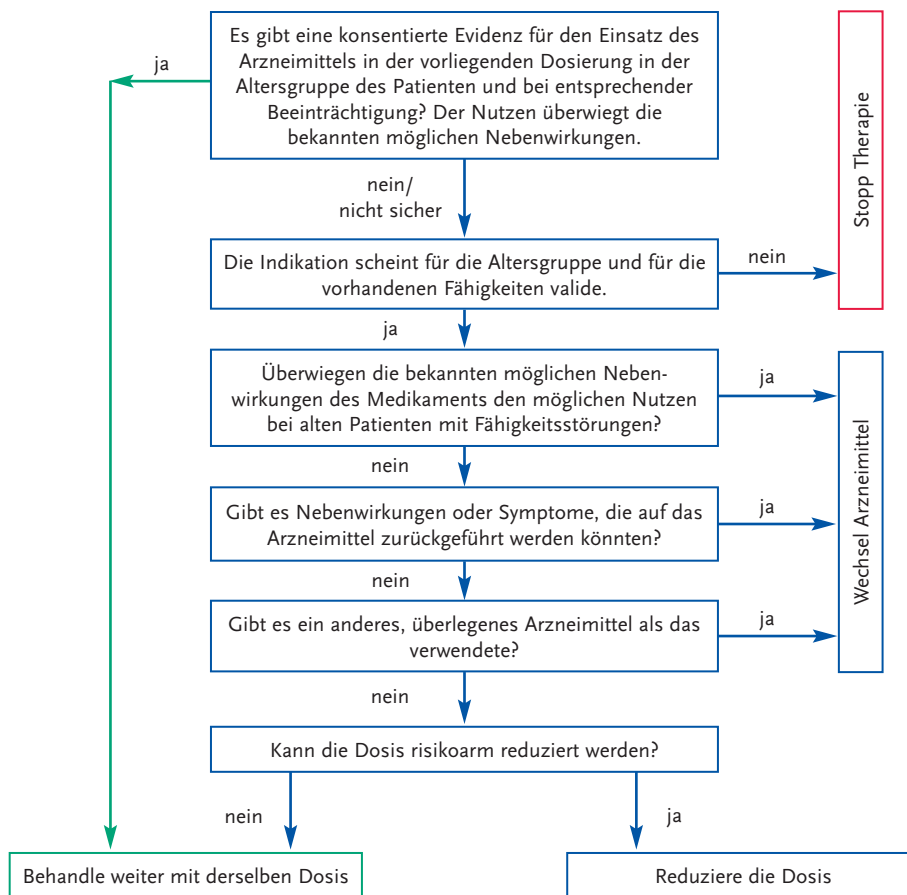 Es gibt eine konsentierte Evidenz für den Einsatz des
Arzneimittels in der vorliegenden Dosierung in der
Altersgruppe des Patienten und bei entsprechender
Beeinträchtigung? Der Nutzen überwiegt die
bekannten möglichen Nebenwirkungen.
ja
Stopp Therapie
nein/
nicht sicher
Die Indikation scheint für die Altersgruppe und für die
vorhandenen Fähigkeiten valide.
nein
ja
Überwiegen die bekannten möglichen Neben-
wirkungen des Medikaments den möglichen Nutzen
bei alten Patienten mit Fähigkeitsstörungen?
ja
Wechsel Arzneimittel
nein
Gibt es Nebenwirkungen oder Symptome, die auf das
Arzneimittel zurückgeführt werden könnten?
ja
nein
Gibt es ein anderes, überlegenes Arzneimittel als das
verwendete?
ja
nein
Kann die Dosis risikoarm reduziert werden?
nein
ja
Behandle weiter mit derselben Dosis
Reduziere die Dosis